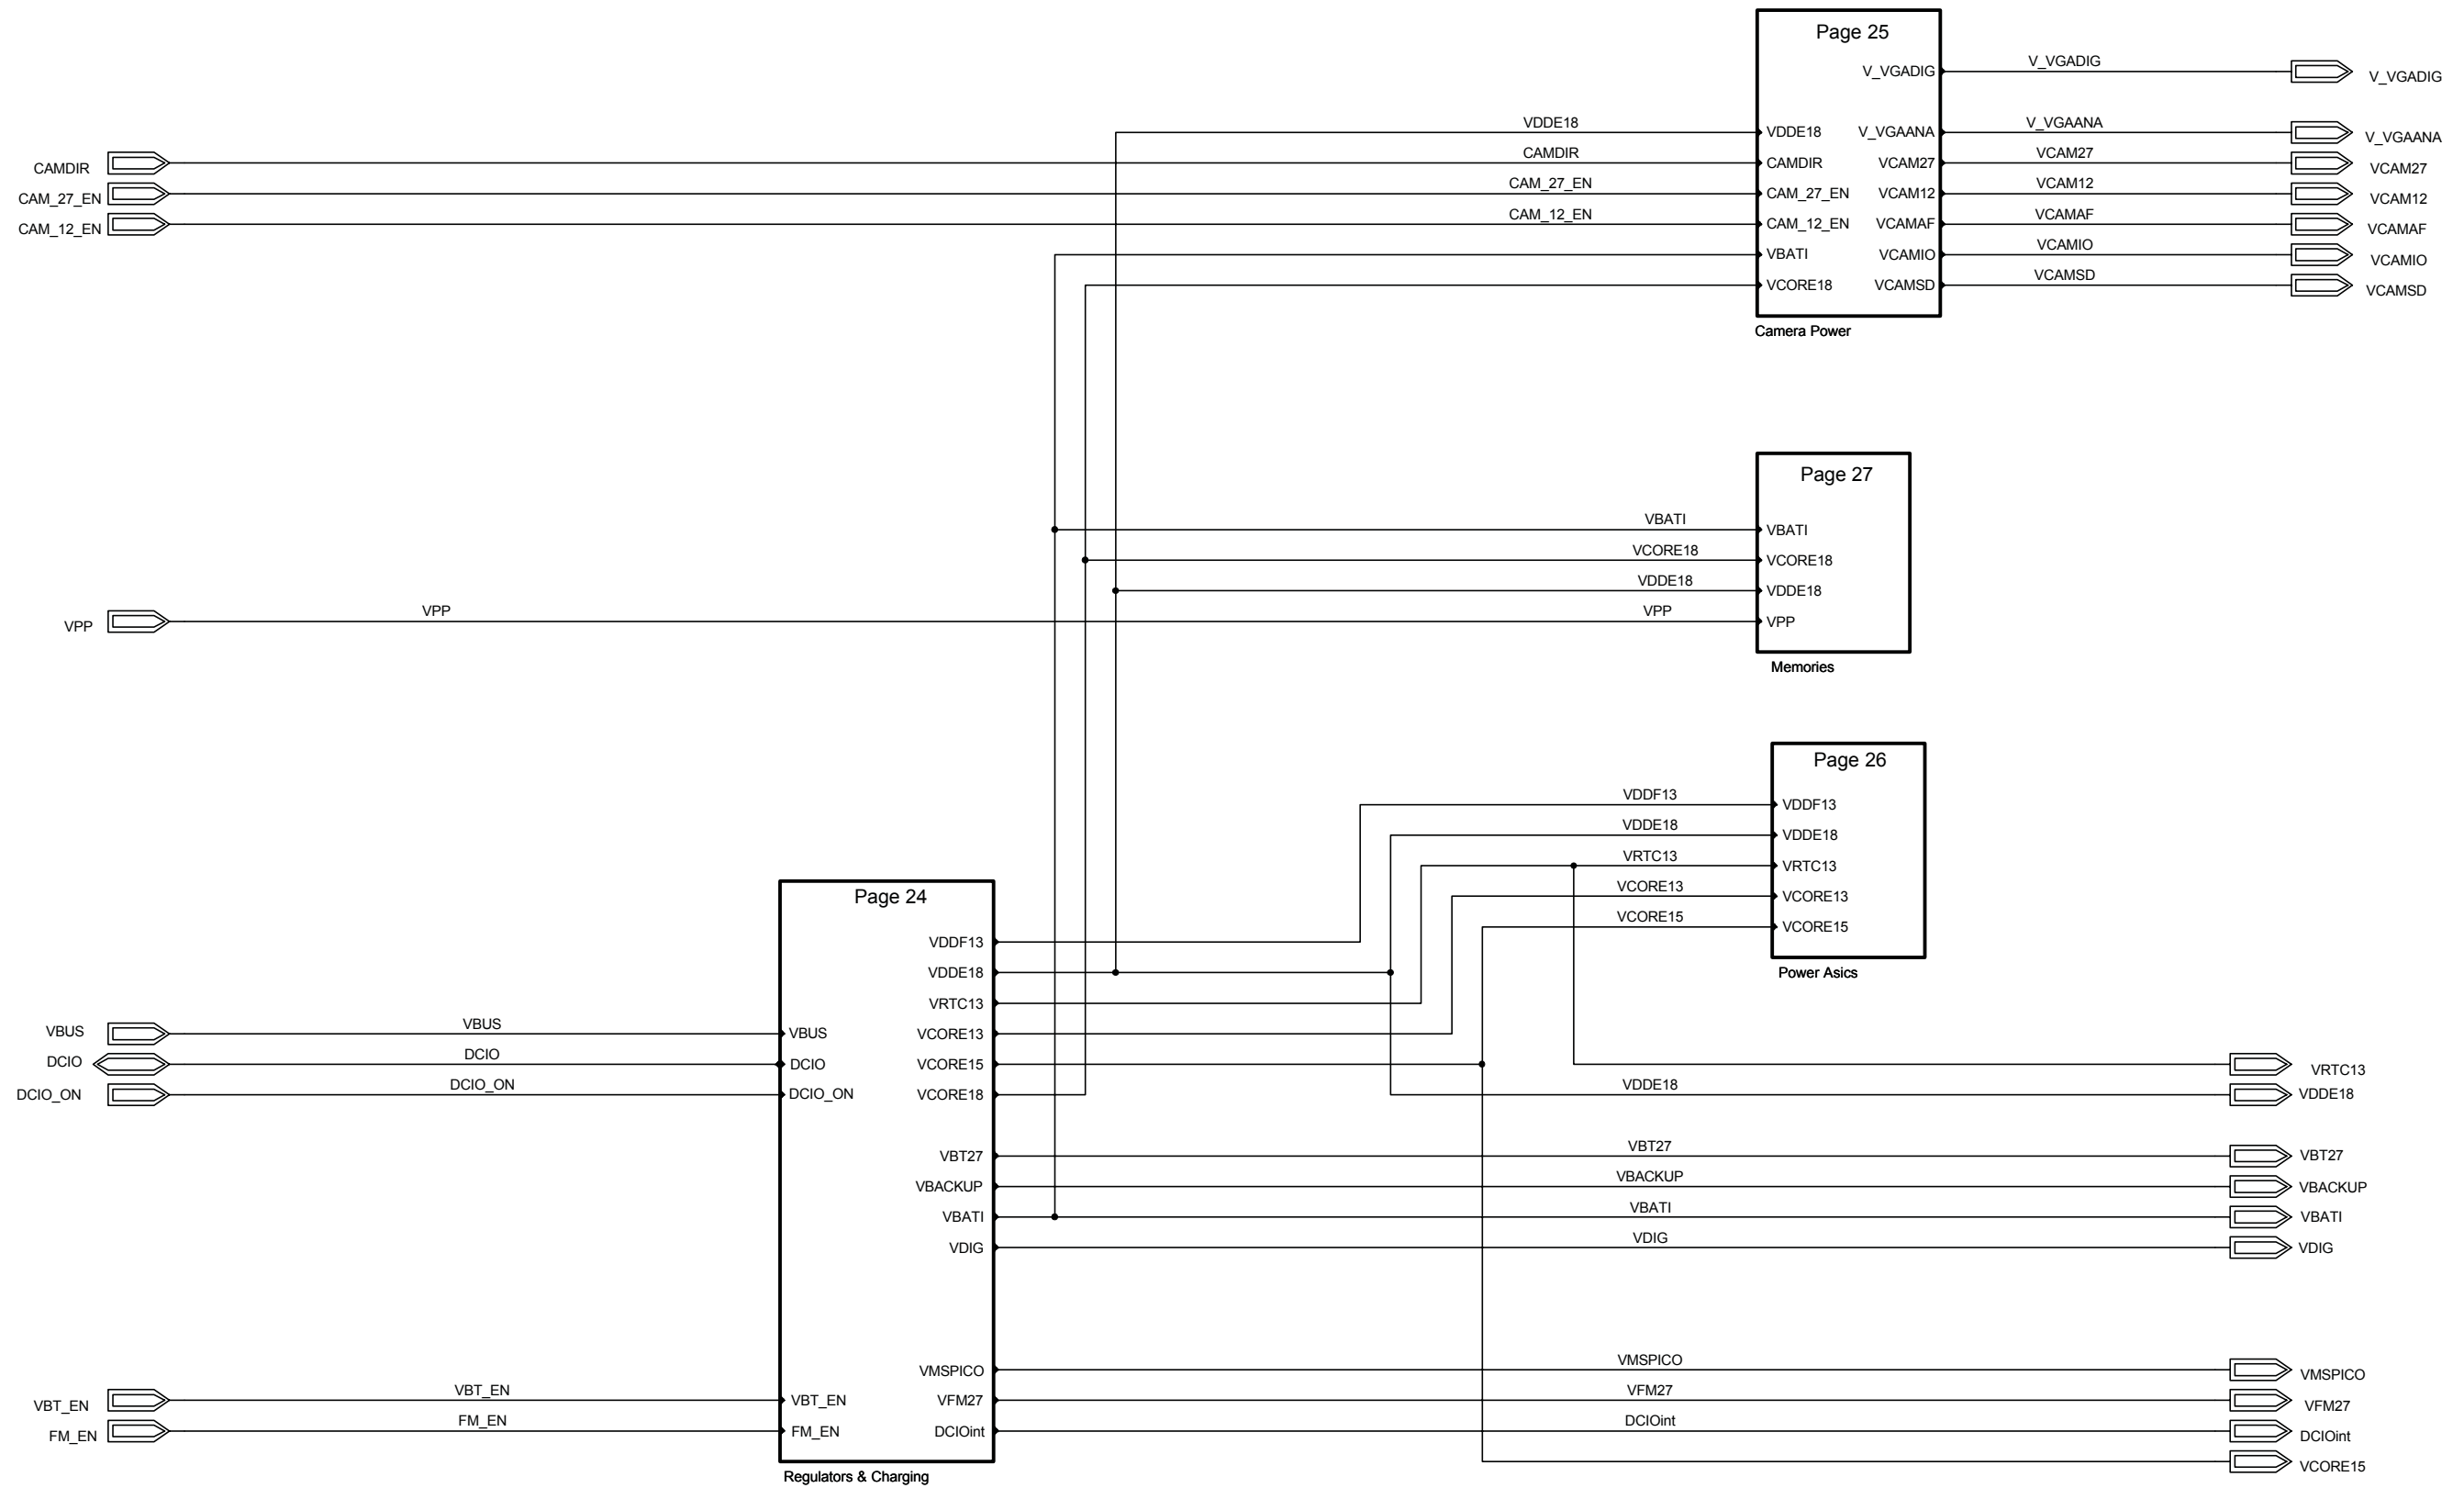 Page 25
V_VGADIG V_VGADIG V_VGADIG
VDDE18 VDDE18 V_VGAANA V_VGAANA V_VGAANA
CAMDIR CAMDIR CAMDIR VCAM27 VCAM27 VCAM27
CAM_27_EN CAM_27_EN CAM_27_EN VCAM12 VCAM12 VCAM12
CAM_12_EN CAM_12_EN CAM_12_EN VCAMAF VCAMAF VCAMAF
VBATI VCAMIO VCAMIO VCAMIO
VCORE18 VCAMSD VCAMSD VCAMSD
Camera Power
Page 27
VBATI VBATI
VCORE18 VCORE18
VDDE18 VDDE18
VPP VPP VPP VPP
Memories
Page 26
VDDF13 VDDF13
VDDE18 VDDE18
VRTC13 VRTC13
VCORE13 VCORE13
VCORE15 VCORE15
Power Asics
Page 24
VDDF13
VDDE18
VRTC13
VBUS VBUS VBUS VCORE13
DCIO DCIO DCIO VCORE15 VRTC13
DCIO_ON DCIO_ON DCIO_ON VCORE18 VDDE18 VDDE18
VBT27 VBT27 VBT27
VBACKUP VBACKUP VBACKUP
VBATI VBATI VBATI
VDIG VDIG VDIG
VMSPICO VMSPICO VMSPICO
VBT_EN VBT_EN VBT_EN VFM27 VFM27 VFM27
FM_EN FM_EN FM_EN DCIOint DCIOint DCIOint
VCORE15
Regulators & Charging